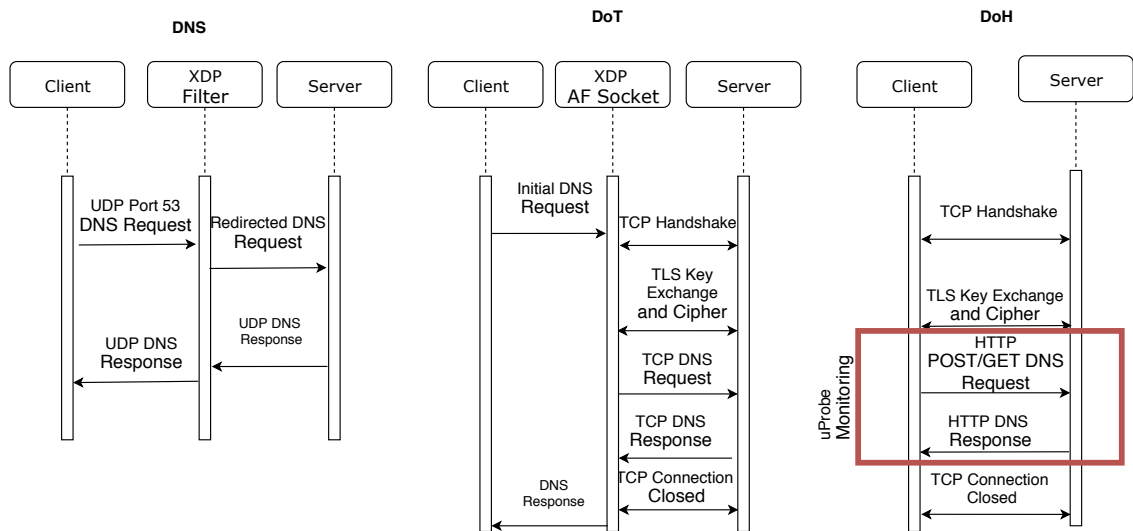 DNS
Client
XDP
Filter
Server
UDP Port 53
DNS Request
Redirected DNS
Request
UDP DNS
Response
UDP DNS
Response
DoT
Client
XDP
AF Socket
Server
Initial DNS
Request
TCP Handshake
TLS Key
Exchange
and Cipher
TCP DNS
Request
TCP DNS
Response
DNS
Response
TCP Connection
Closed
DoH
Client
Server
TCP Handshake
TLS Key Exchange
and Cipher
uProbe
Monitoring
HTTP
POST/GET DNS
Request
HTTP DNS
Response
TCP Connection
Closed